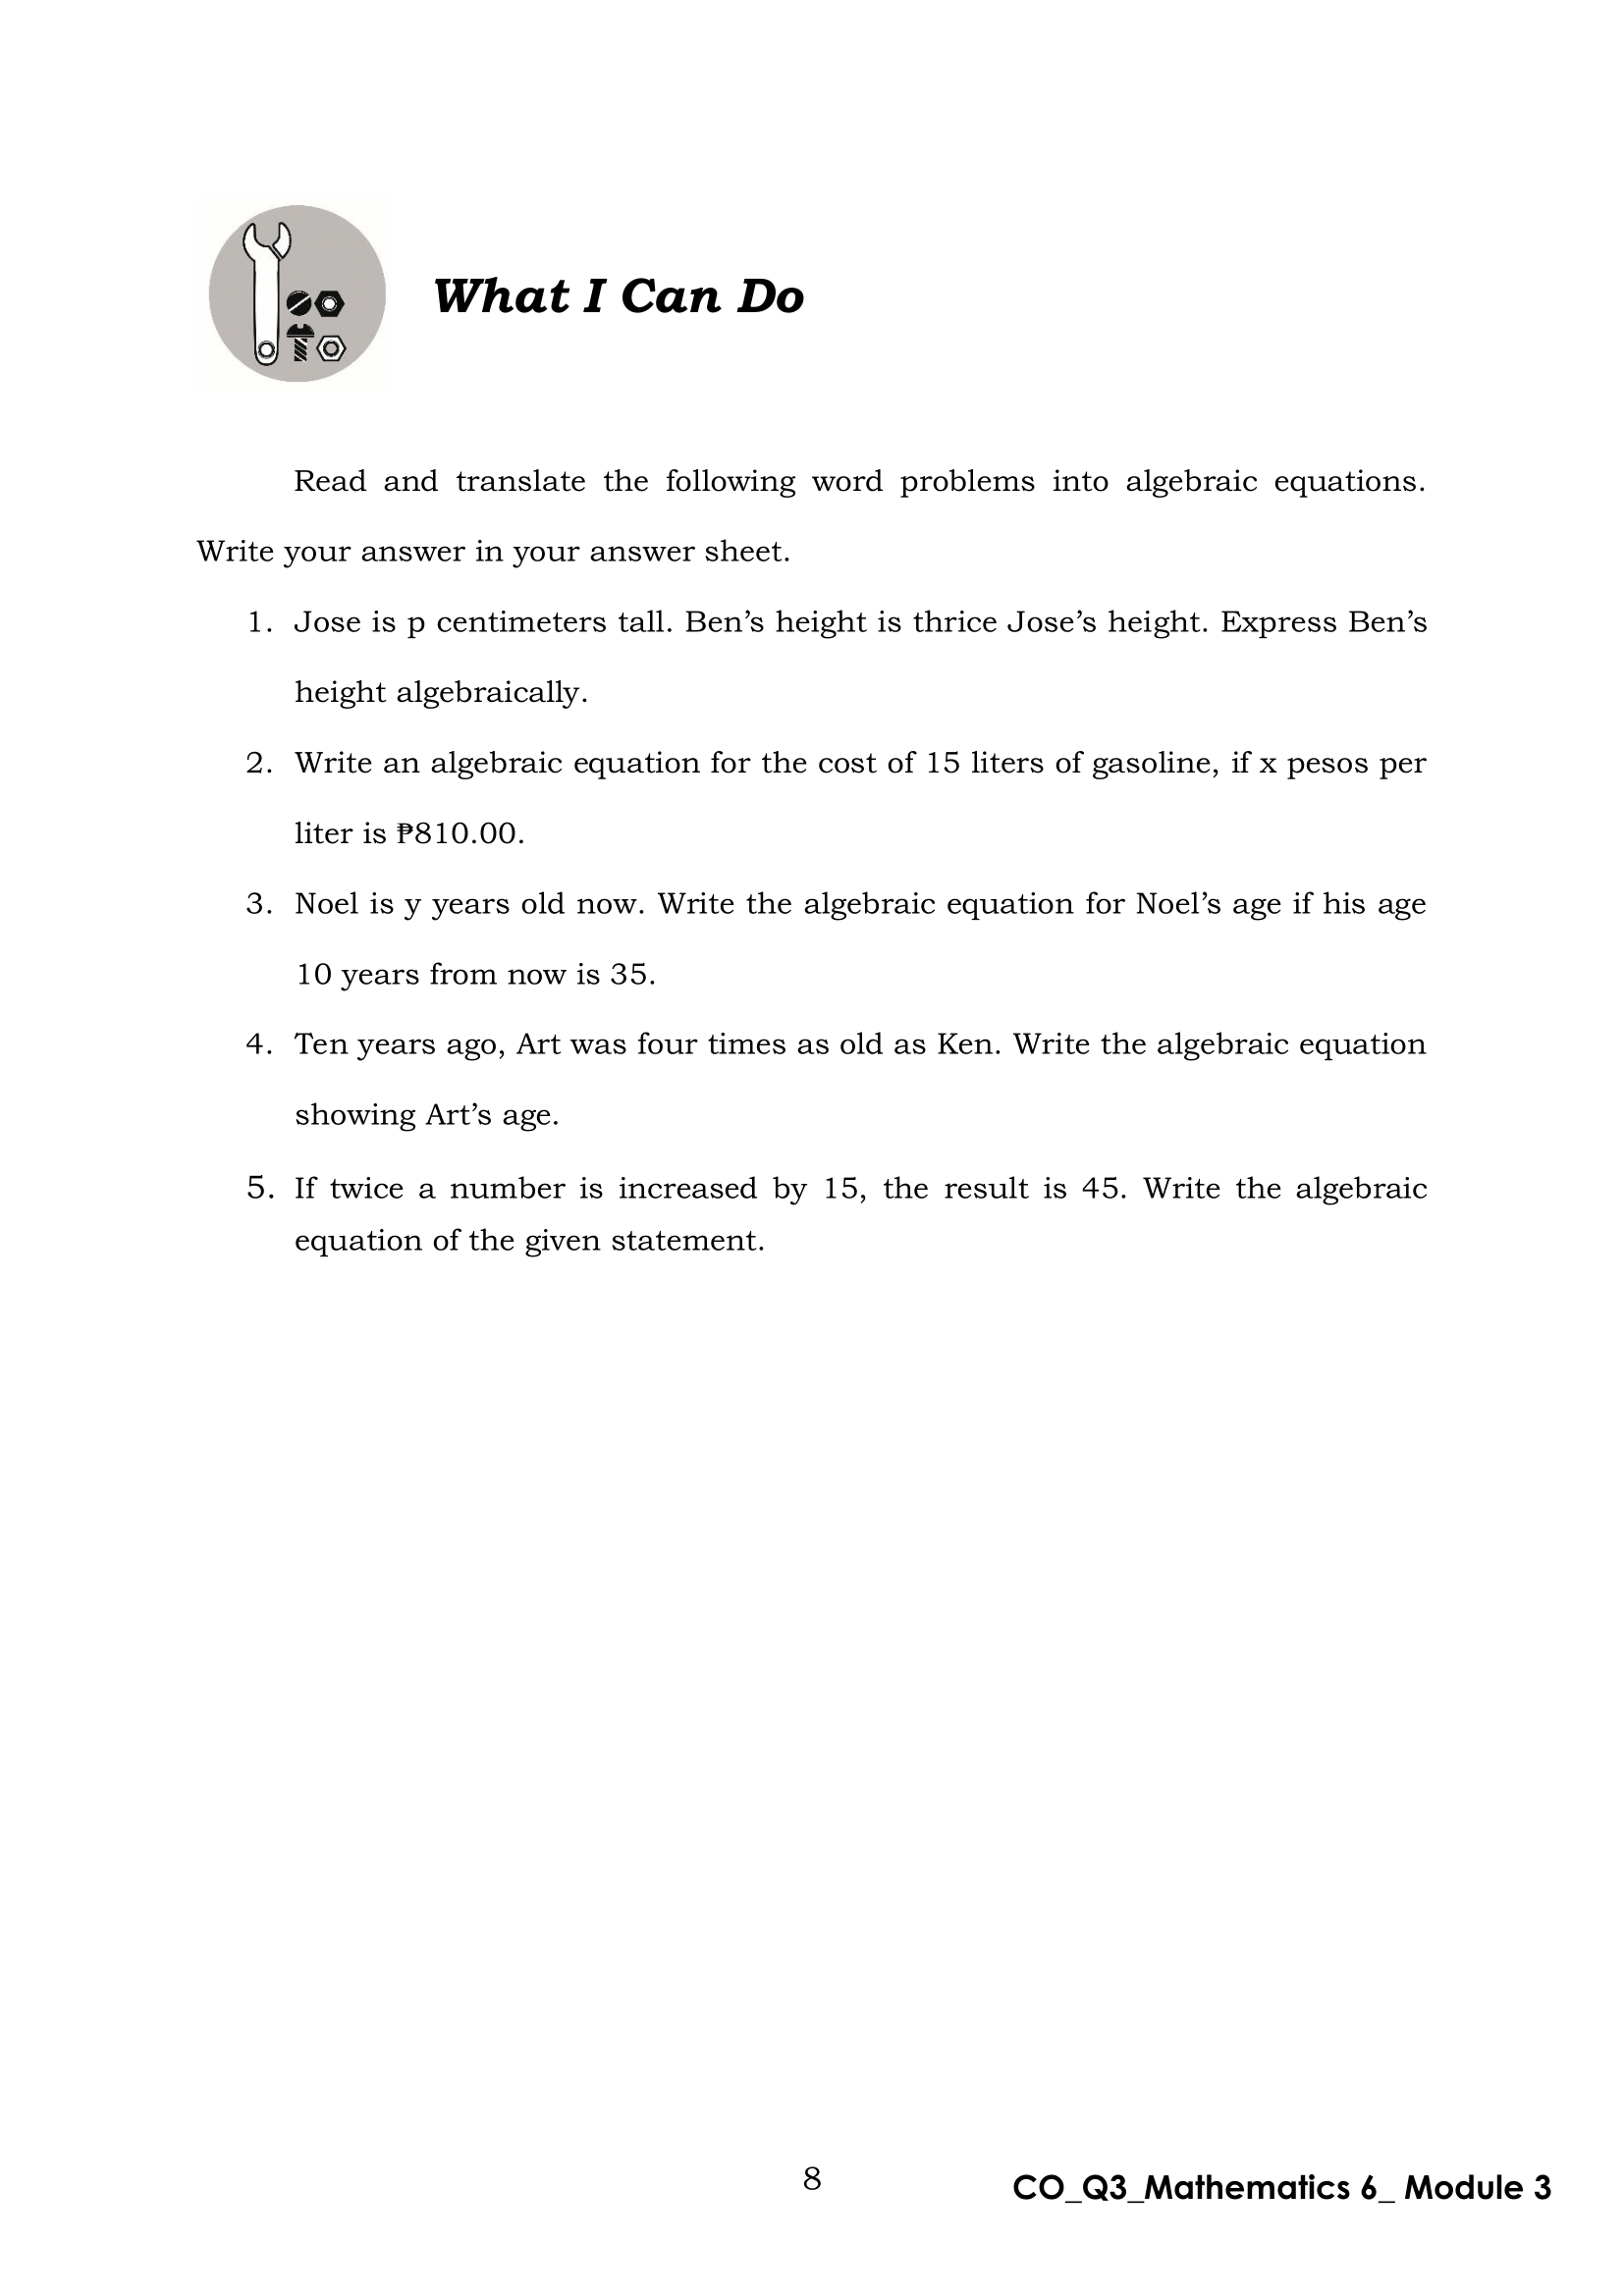 What I Can Do
Read and translate the following word problems into algebraic equations.
Write your answer in your answer sheet.
1. Jose is p centimeters tall. Ben’s height is thrice Jose’s height. Express Ben’s
height algebraically.
2. Write an algebraic equation for the cost of 15 liters of gasoline, if x pesos per
liter is ₱810.00.
3. Noel is y years old now. Write the algebraic equation for Noel’s age if his age
10 years from now is 35.
4. Ten years ago, Art was four times as old as Ken. Write the algebraic equation
showing Art’s age.
5. If twice a number is increased by 15, the result is 45. Write the algebraic
equation of the given statement.
8
CO_Q3_Mathematics 6_ Module 3